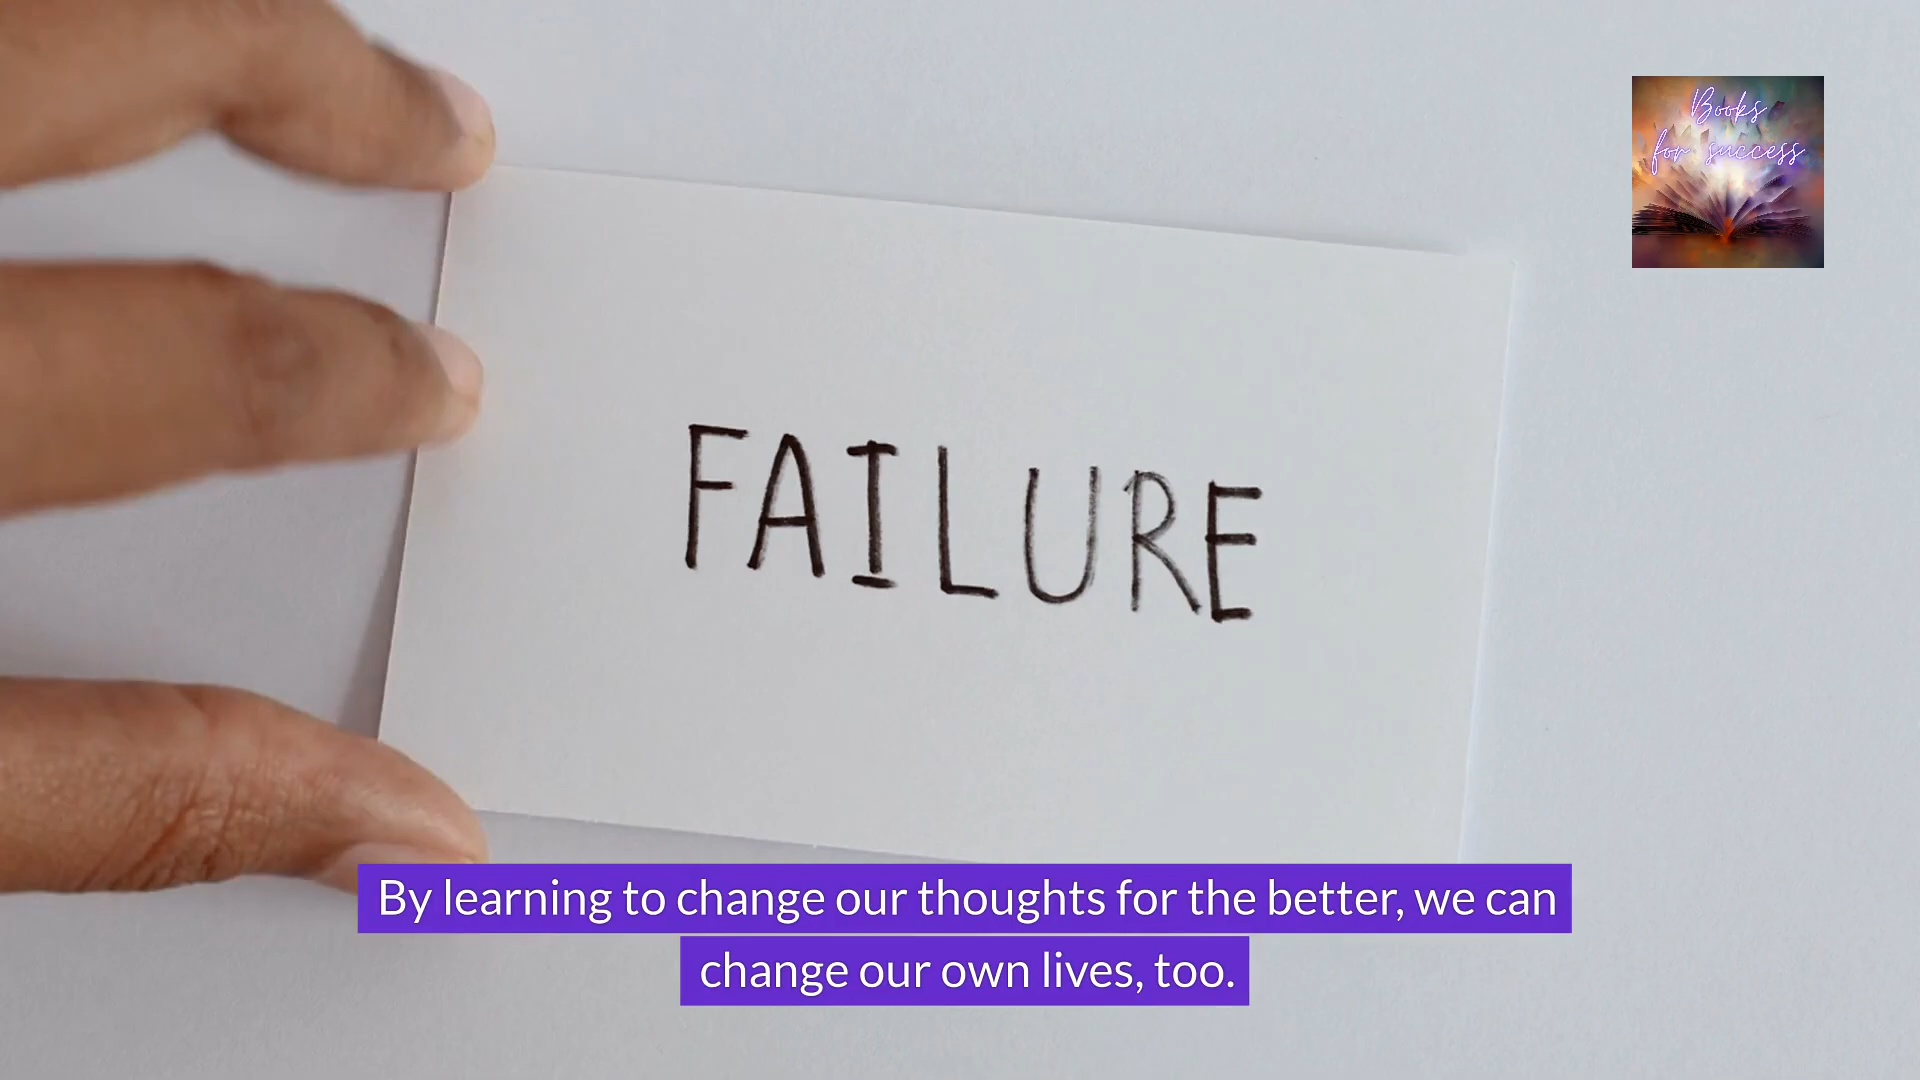 Books
for success
FAILURE
By learning to change our thoughts for the better, we can
change our own lives, too.